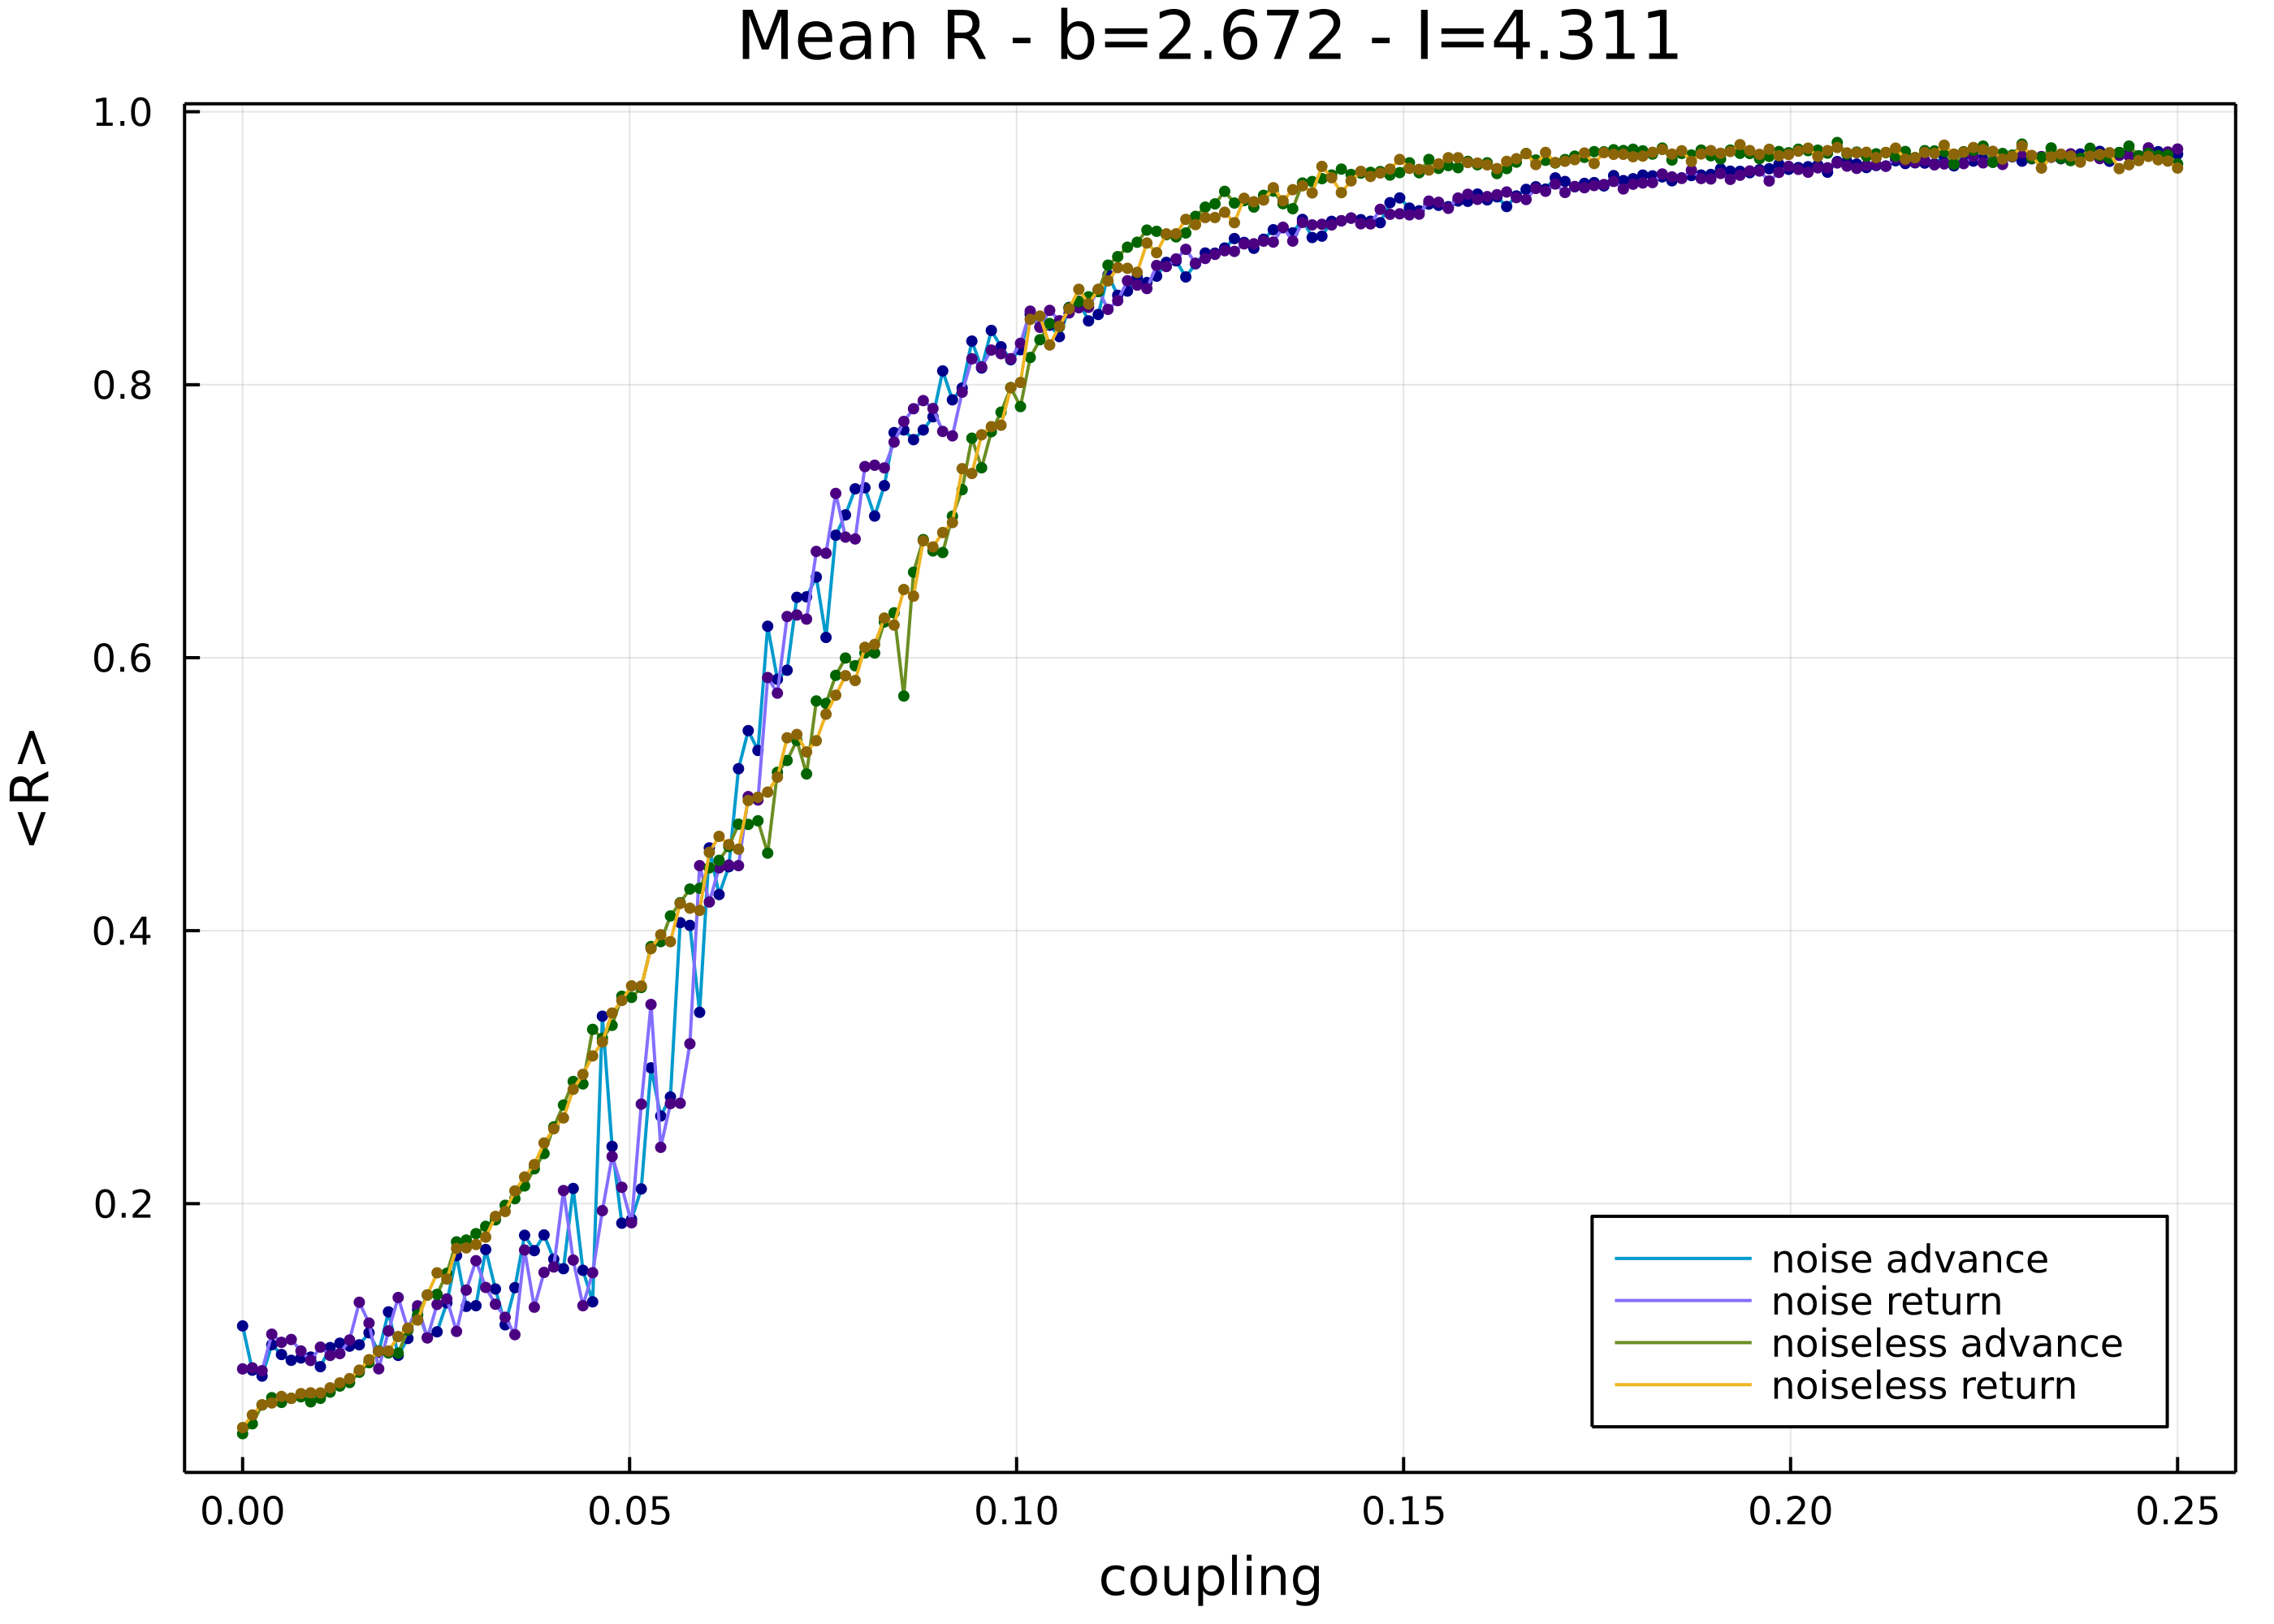 Mean R - b=2.672 - I=4.311
1.0
0.8
0.6
0.4
0.2
<R>
0.00 0.05 0.10 0.15 0.20 0.25
coupling
noise advance
noise return
noiseless advance
noiseless return